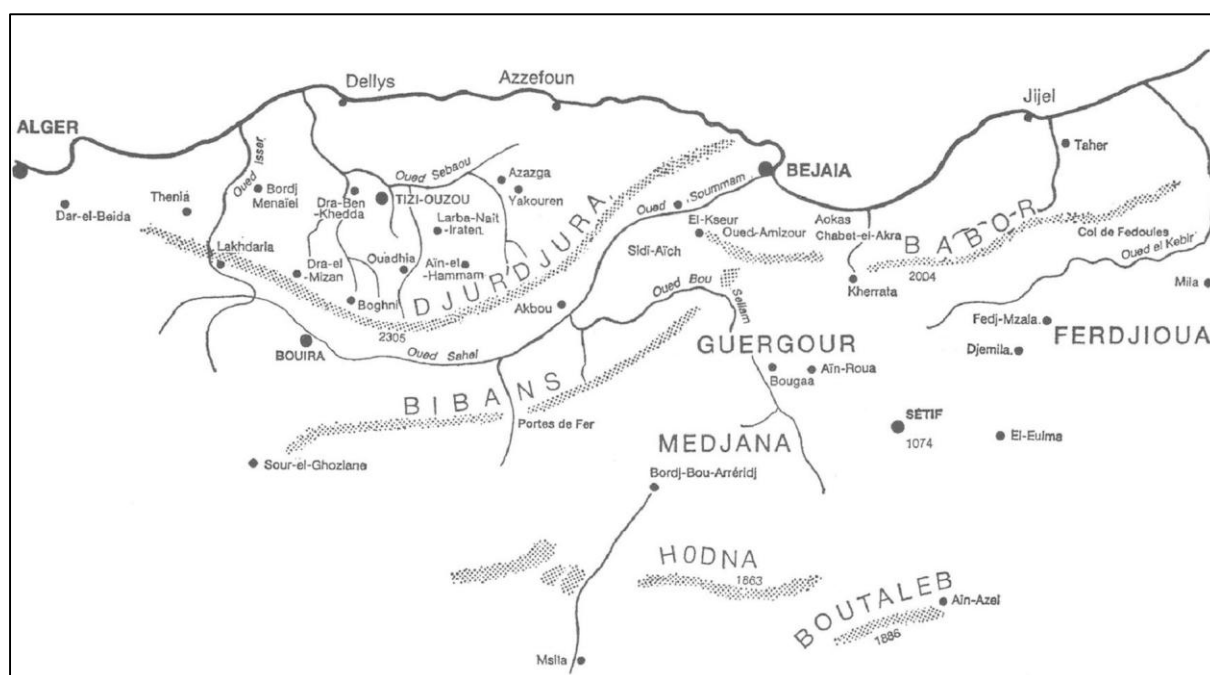 Dellys
Azzefoun
Jijel
ALGER
Taher
Oued Isser
Bordj
Menaïel
Oued Sebaou
Azazga
Yakouren
BEJAIA
Thenia
Dra-Ben
-Khedda
TIZI-OUZOU
Oued Soummam
Dar-el-Beida
Larba-Naït
-Iraten
El-Kseur
Oued-Amizour
Aokas
Chabet-el-Akra
BABOR
Col de Fedoules
Oued el Kebir
Lakhdaria
Dra-el
-Mizan
Ouadhia
Aïn-el
-Hammam
DJURDJURA
Sidi-Aïch
2004
Kherrata
Mila
Boghni
Akbou
Oued Bou
Sellam
2305
Fedj-Mzala
FERDJIOUA
BOUIRA
Oued Sahel
GUERGOUR
Djemila
Bougaa
Aïn-Roua
BIBANS
Portes de Fer
SÉTIF
1074
El-Eulma
MEDJANA
Sour-el-Ghozlane
Bordj-Bou-Arréridj
HODNA
1863
BOUTALEB
Aïn-Azel
1886
Msila